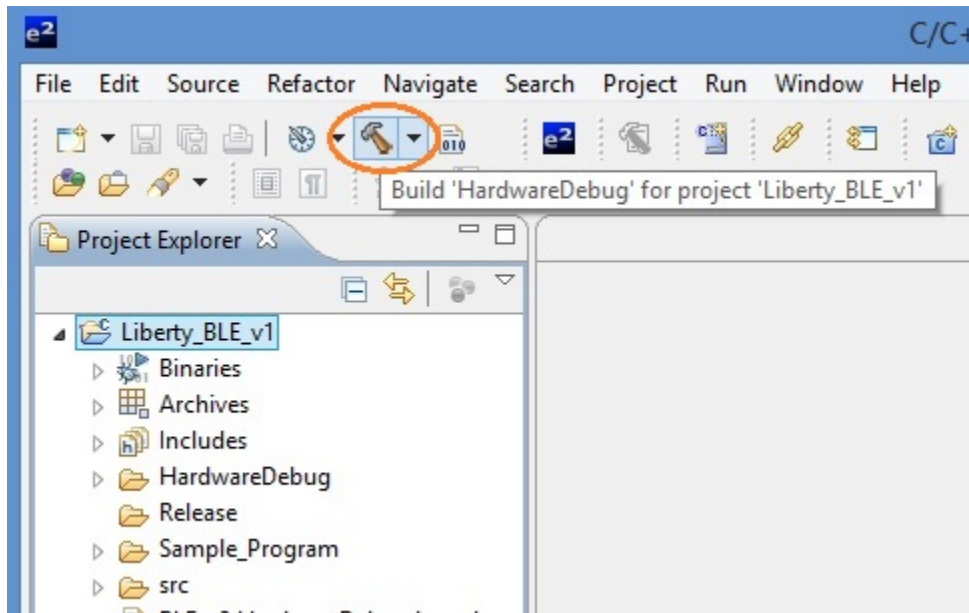 e²
C/C+
File Edit Source Refactor Navigate Search Project Run Window Help
010
e²
Build 'HardwareDebug' for project 'Liberty_BLE_v1'
Project Explorer
Liberty_BLE_v1
Binaries
Archives
Includes
HardwareDebug
Release
Sample_Program
src